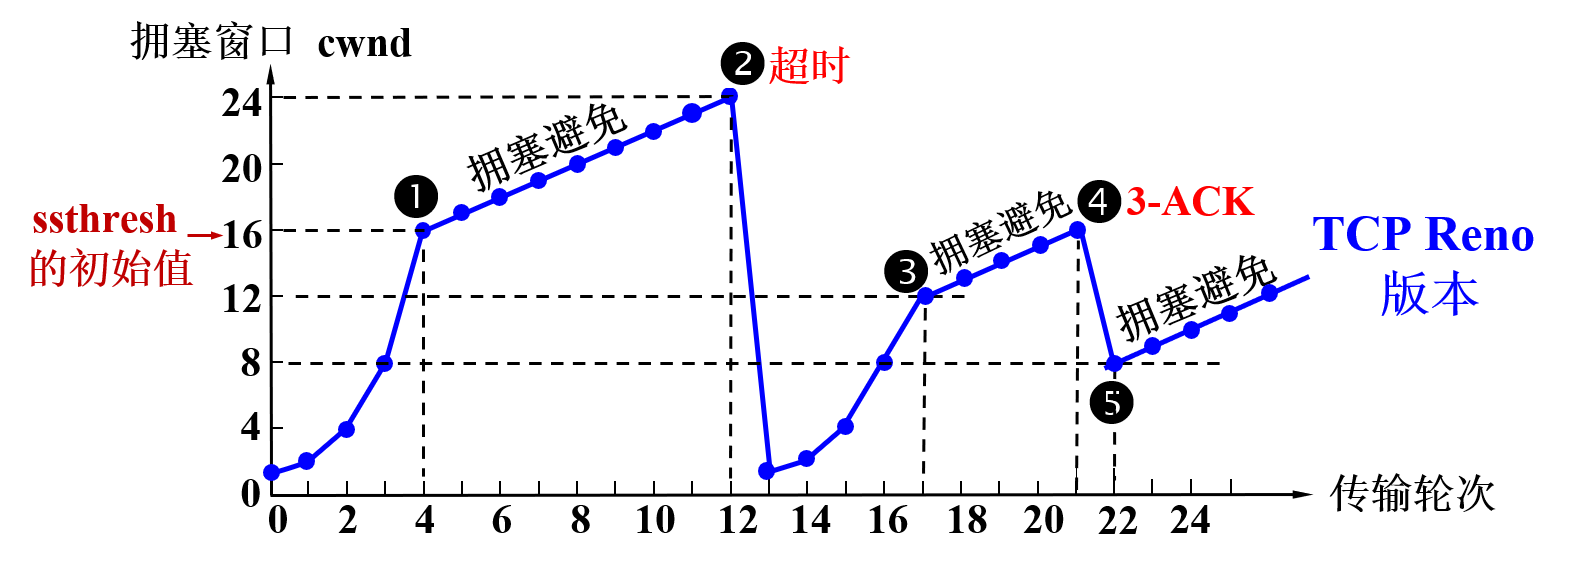 拥塞窗口 cwnd
❷ 超时
24
拥塞避免
20
❶
ssthresh
的初始值
16
❹ 3-ACK
拥塞避免
TCP Reno
版本
❸
12
拥塞避免
8
❺
4
0
传输轮次
0 2 4 6 8 10 12 14 16 18 20 22 24